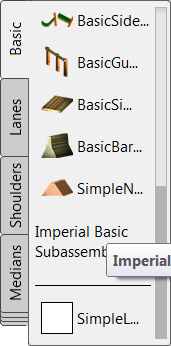 Basic
Lanes
Shoulders
Medians
BasicSide...
BasicGu...
BasicSi...
BasicBar...
SimpleN...
Imperial Basic
Subassemb
Imperial
SimpleL...